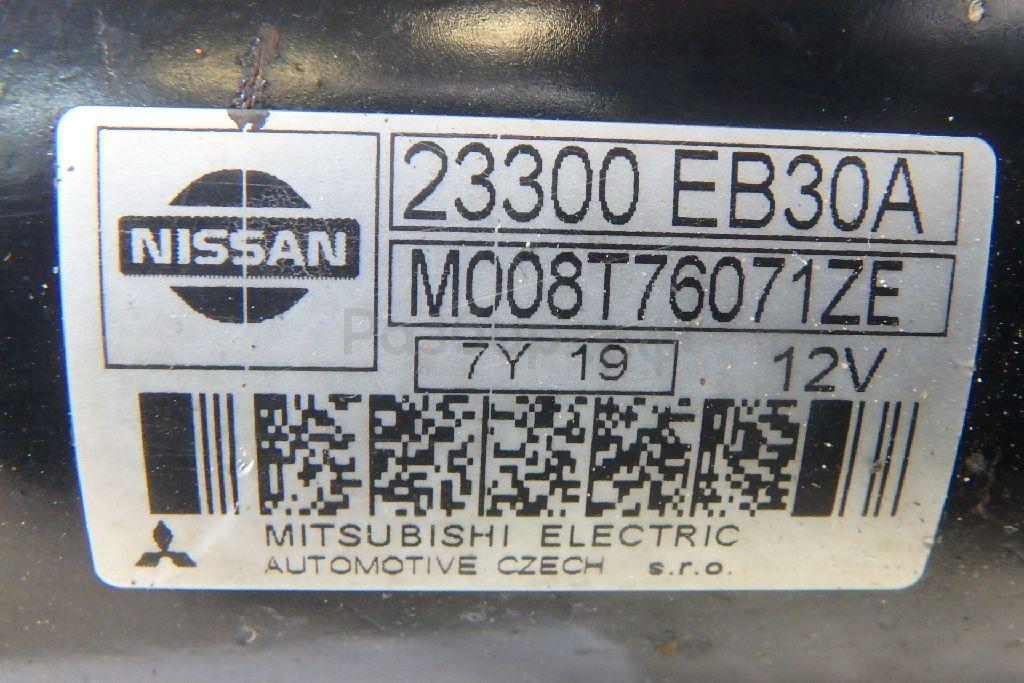 NISSAN
23300 EB30A
M008T76071ZE
7Y 19
12V
MITSUBISHI ELECTRIC
AUTOMOTIVE CZECH s.r.o.